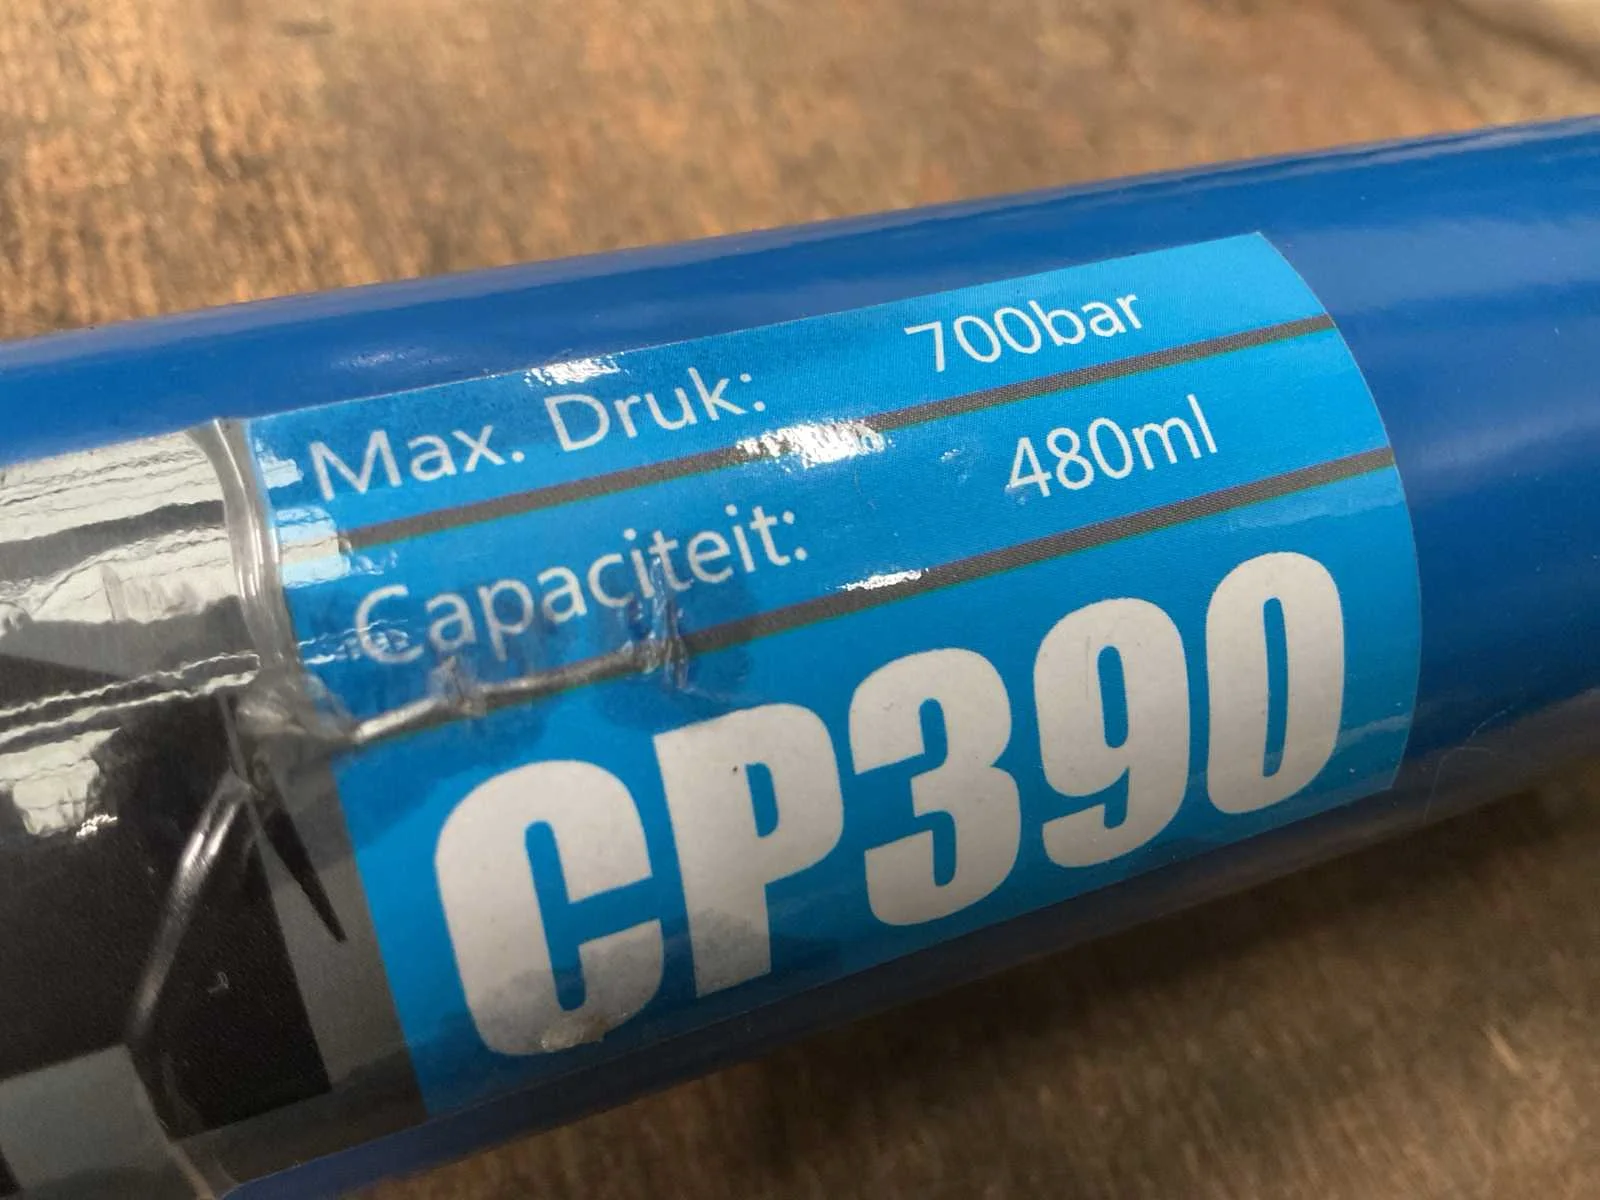 Max. Druk: 700bar
Capaciteit: 480ml
CP390